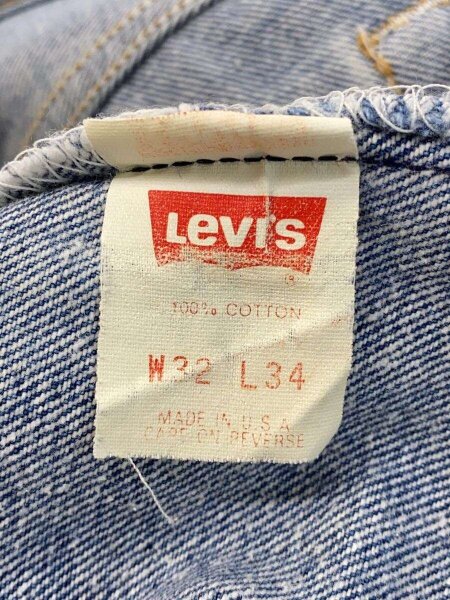 Levi's
®
100% COTTON
W32 L34
MADE IN U.S.A
CARE ON REVERSE